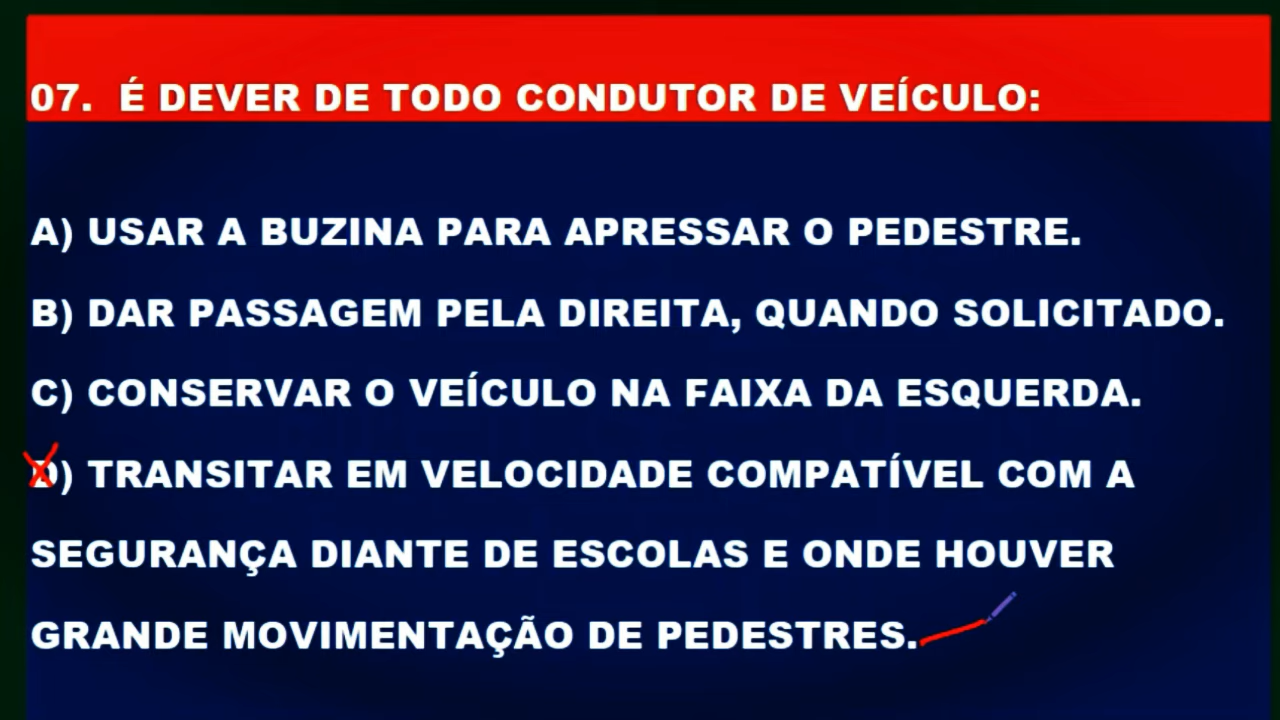 07. É DEVER DE TODO CONDUTOR DE VEÍCULO:
A) USAR A BUZINA PARA APRESSAR O PEDESTRE.
B) DAR PASSAGEM PELA DIREITA, QUANDO SOLICITADO.
C) CONSERVAR O VEÍCULO NA FAIXA DA ESQUERDA.
D) TRANSITAR EM VELOCIDADE COMPATÍVEL COM A
SEGURANÇA DIANTE DE ESCOLAS E ONDE HOUVER
GRANDE MOVIMENTAÇÃO DE PEDESTRES.